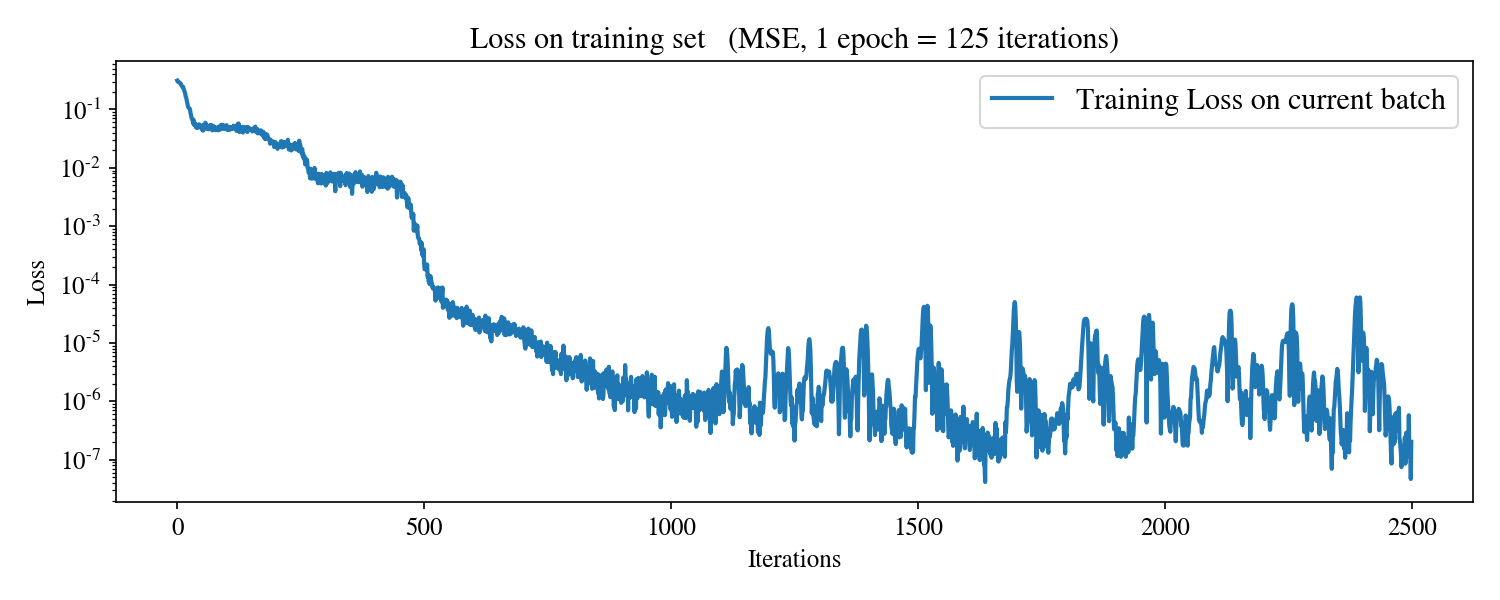 Loss on training set (MSE, 1 epoch = 125 iterations)
Training Loss on current batch
Loss
10^-1
10^-2
10^-3
10^-4
10^-5
10^-6
10^-7
0 500 1000 1500 2000 2500
Iterations